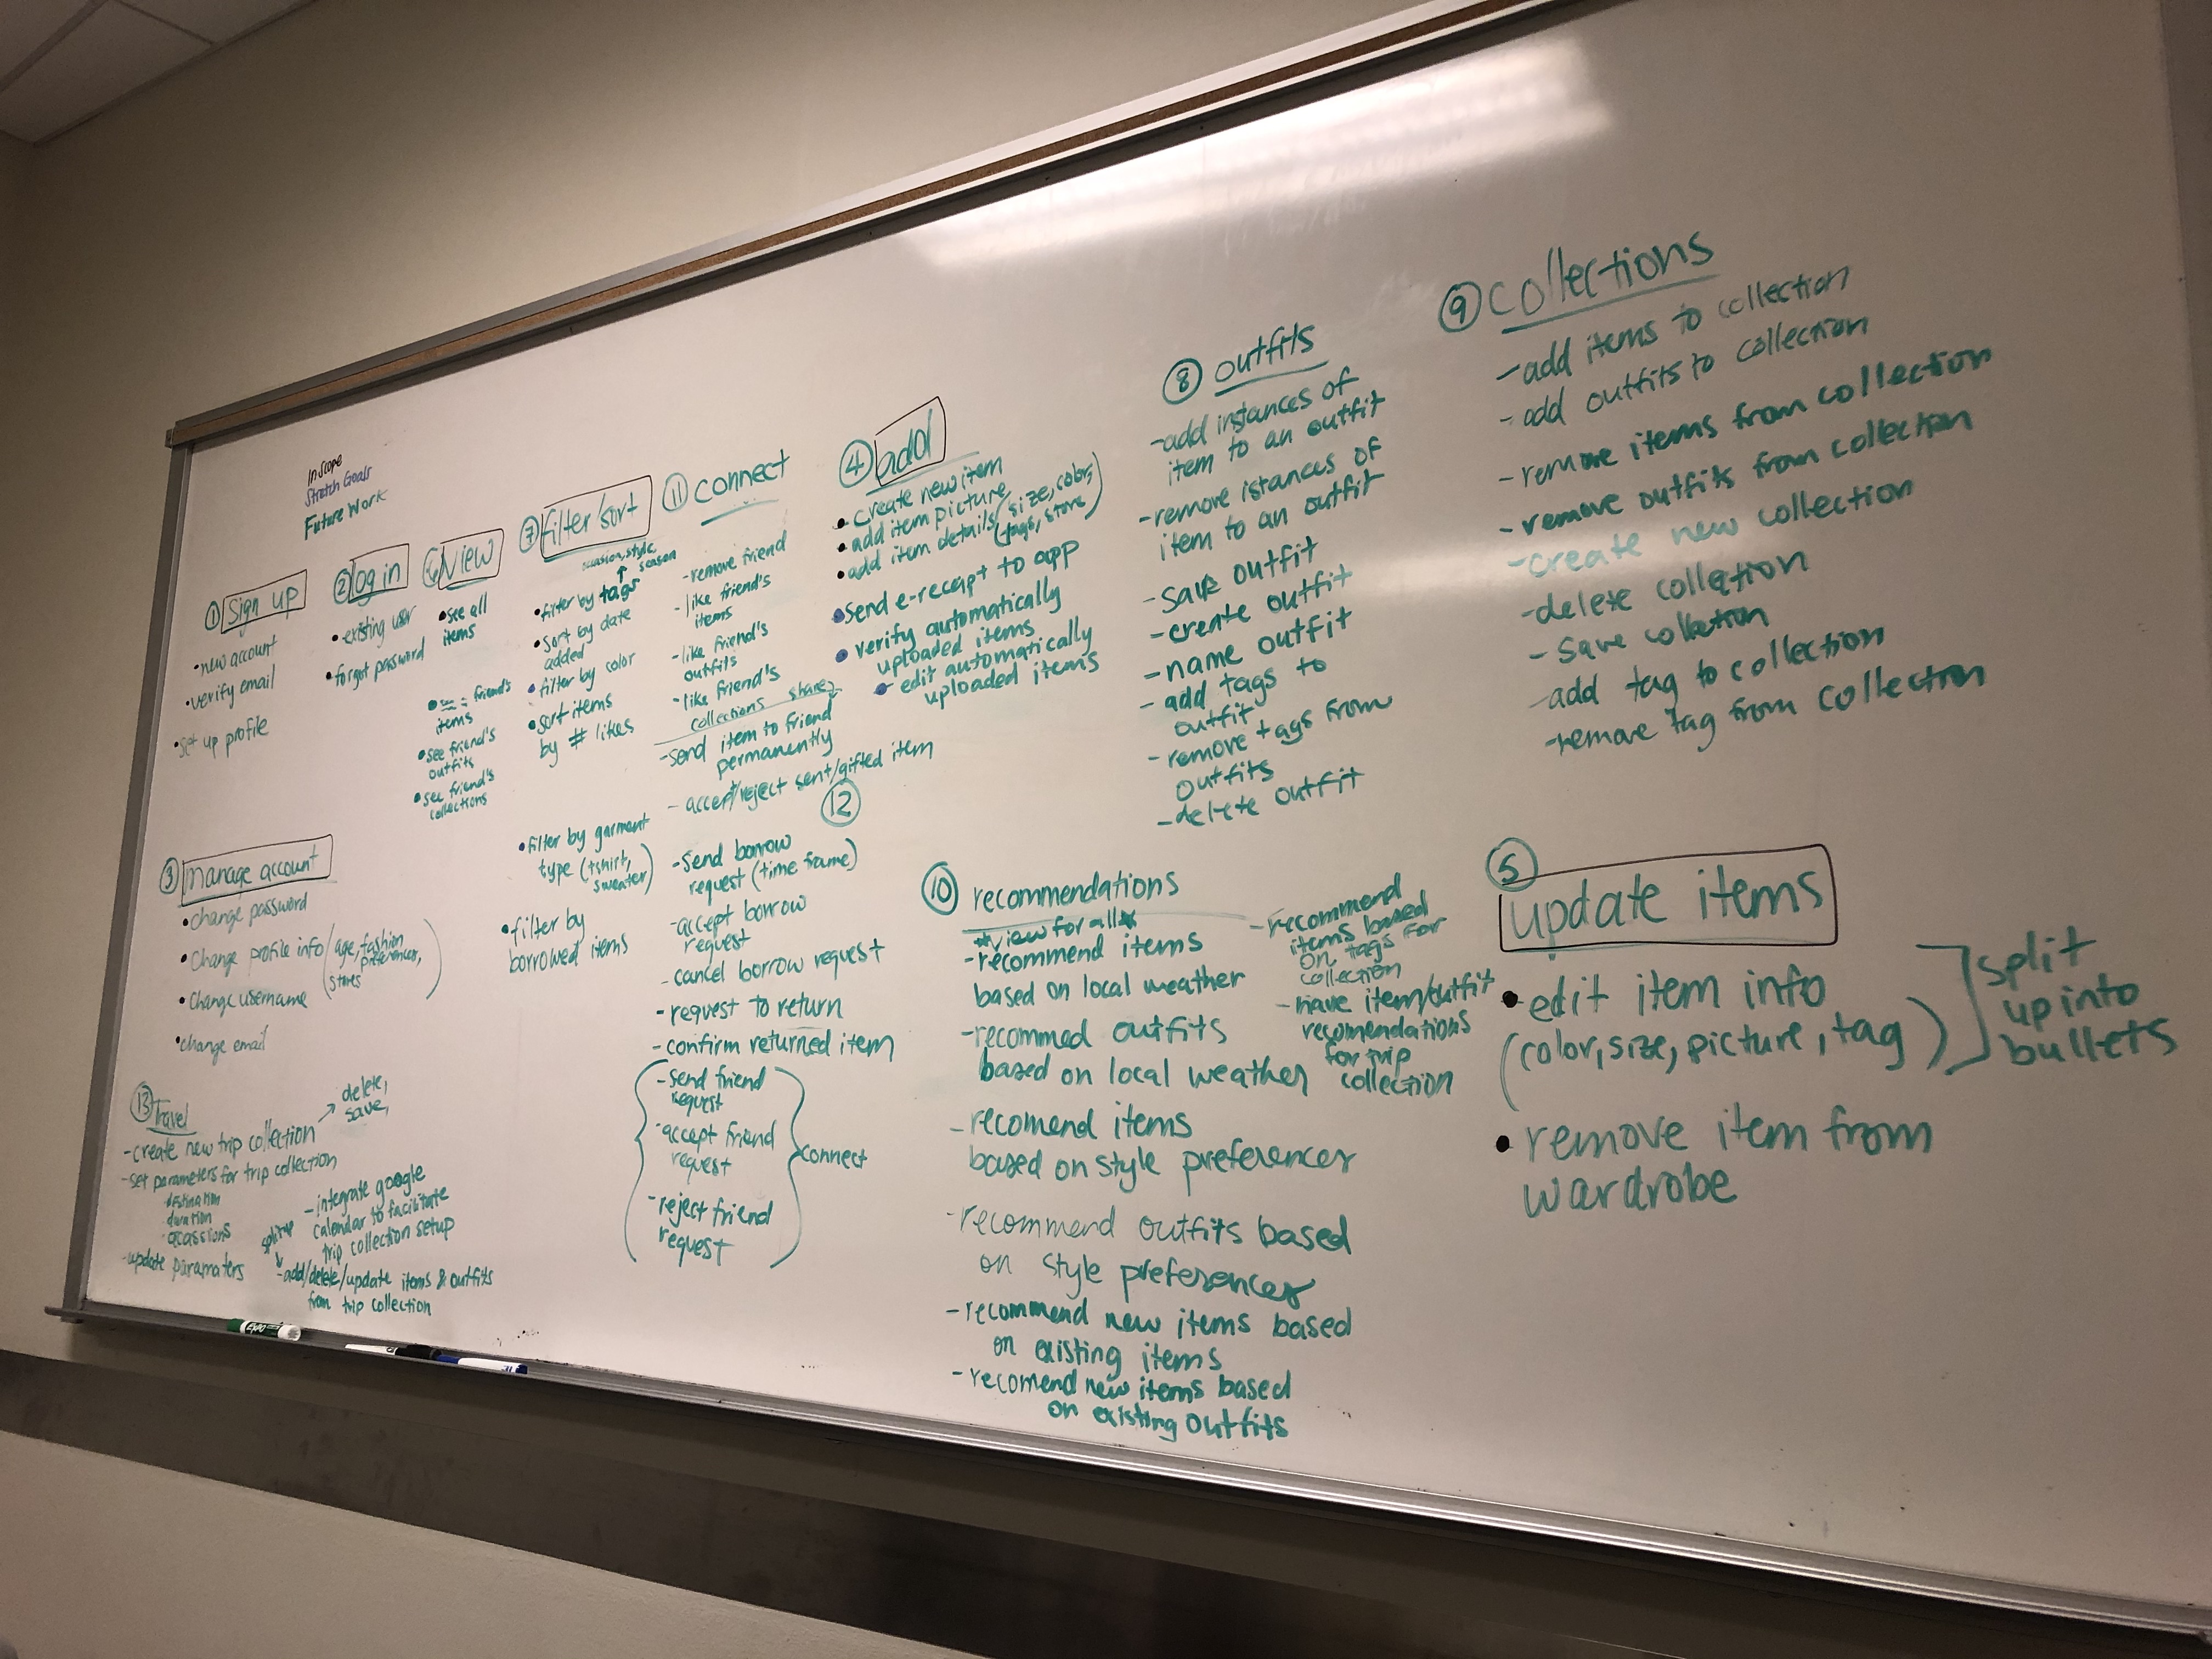 In scope
Stretch Goals
Future Work
① Sign up
• new account
• verify email
• set up profile
② log in
• existing user
• forgot password
⑥ view
• see all
items
friend's
items
• see friend's
outfits
• see friend's
collections
⑦ filter/sort
occasion, style,
season
• filter by tags
• sort by date
added
• filter by color
• sort items
by # likes
• filter by garment
type (tshirt,
sweater)
• filter by
borrowed items
⑪ connect
- remove friend
- like friend's
items
- like friend's
outfits
- like friend's
collections
share
- send item to friend
permanently
- accept/reject sent/gifted item
⑫
- send borrow
request (time frame)
- accept borrow
request
- cancel borrow request
- request to return
- confirm returned item
- send friend
request
- accept friend
request
- reject friend
request
connect
④ add
• create new item
• add item picture
• add item details (size, color,
tags, store)
• send e-recept to app
• verify automatically
uploaded items
• edit automatically
uploaded items
⑧ outfits
- add instances of
item to an outfit
- remove istances of
item to an outfit
- save outfit
- create outfit
- name outfit
- add tags to
outfit
- remove tags from
outfits
- delete outfit
⑨ collections
- add items to collection
- add outfits to collection
- remove items from collection
- remove outfits from collection
- create new collection
- delete collection
- save colletion
- add tag to collection
- remove tag from collection
③ manage account
• change password
• change profile info (age, fashion
preferences,
stores)
• change username
• change email
⑬ Travel
- create new trip collection
→ delete,
save,
- set parameters for trip collection
· destination
· duration
· occassions
- update paramaters
- integrate google
calendar to facilitate
trip collection setup
split up
↓
- add/delete/update items & outfits
from trip collection
⑩ recommendations
*view for all*
- recommend items
based on local weather
- recommed outfits
based on local weather
- recomend items
based on style preferences
- recommend outfits based
on style preferences
- recommend new items based
on existing items
- recomend new items based
on existing outfits
- recommend
items based
on tags for
collection
- have item/outfit
recomendations
for trip
collection
⑤ update items
• edit item info
(color, size, picture, tag)
split
up into
bullets
• remove item from
wardrobe